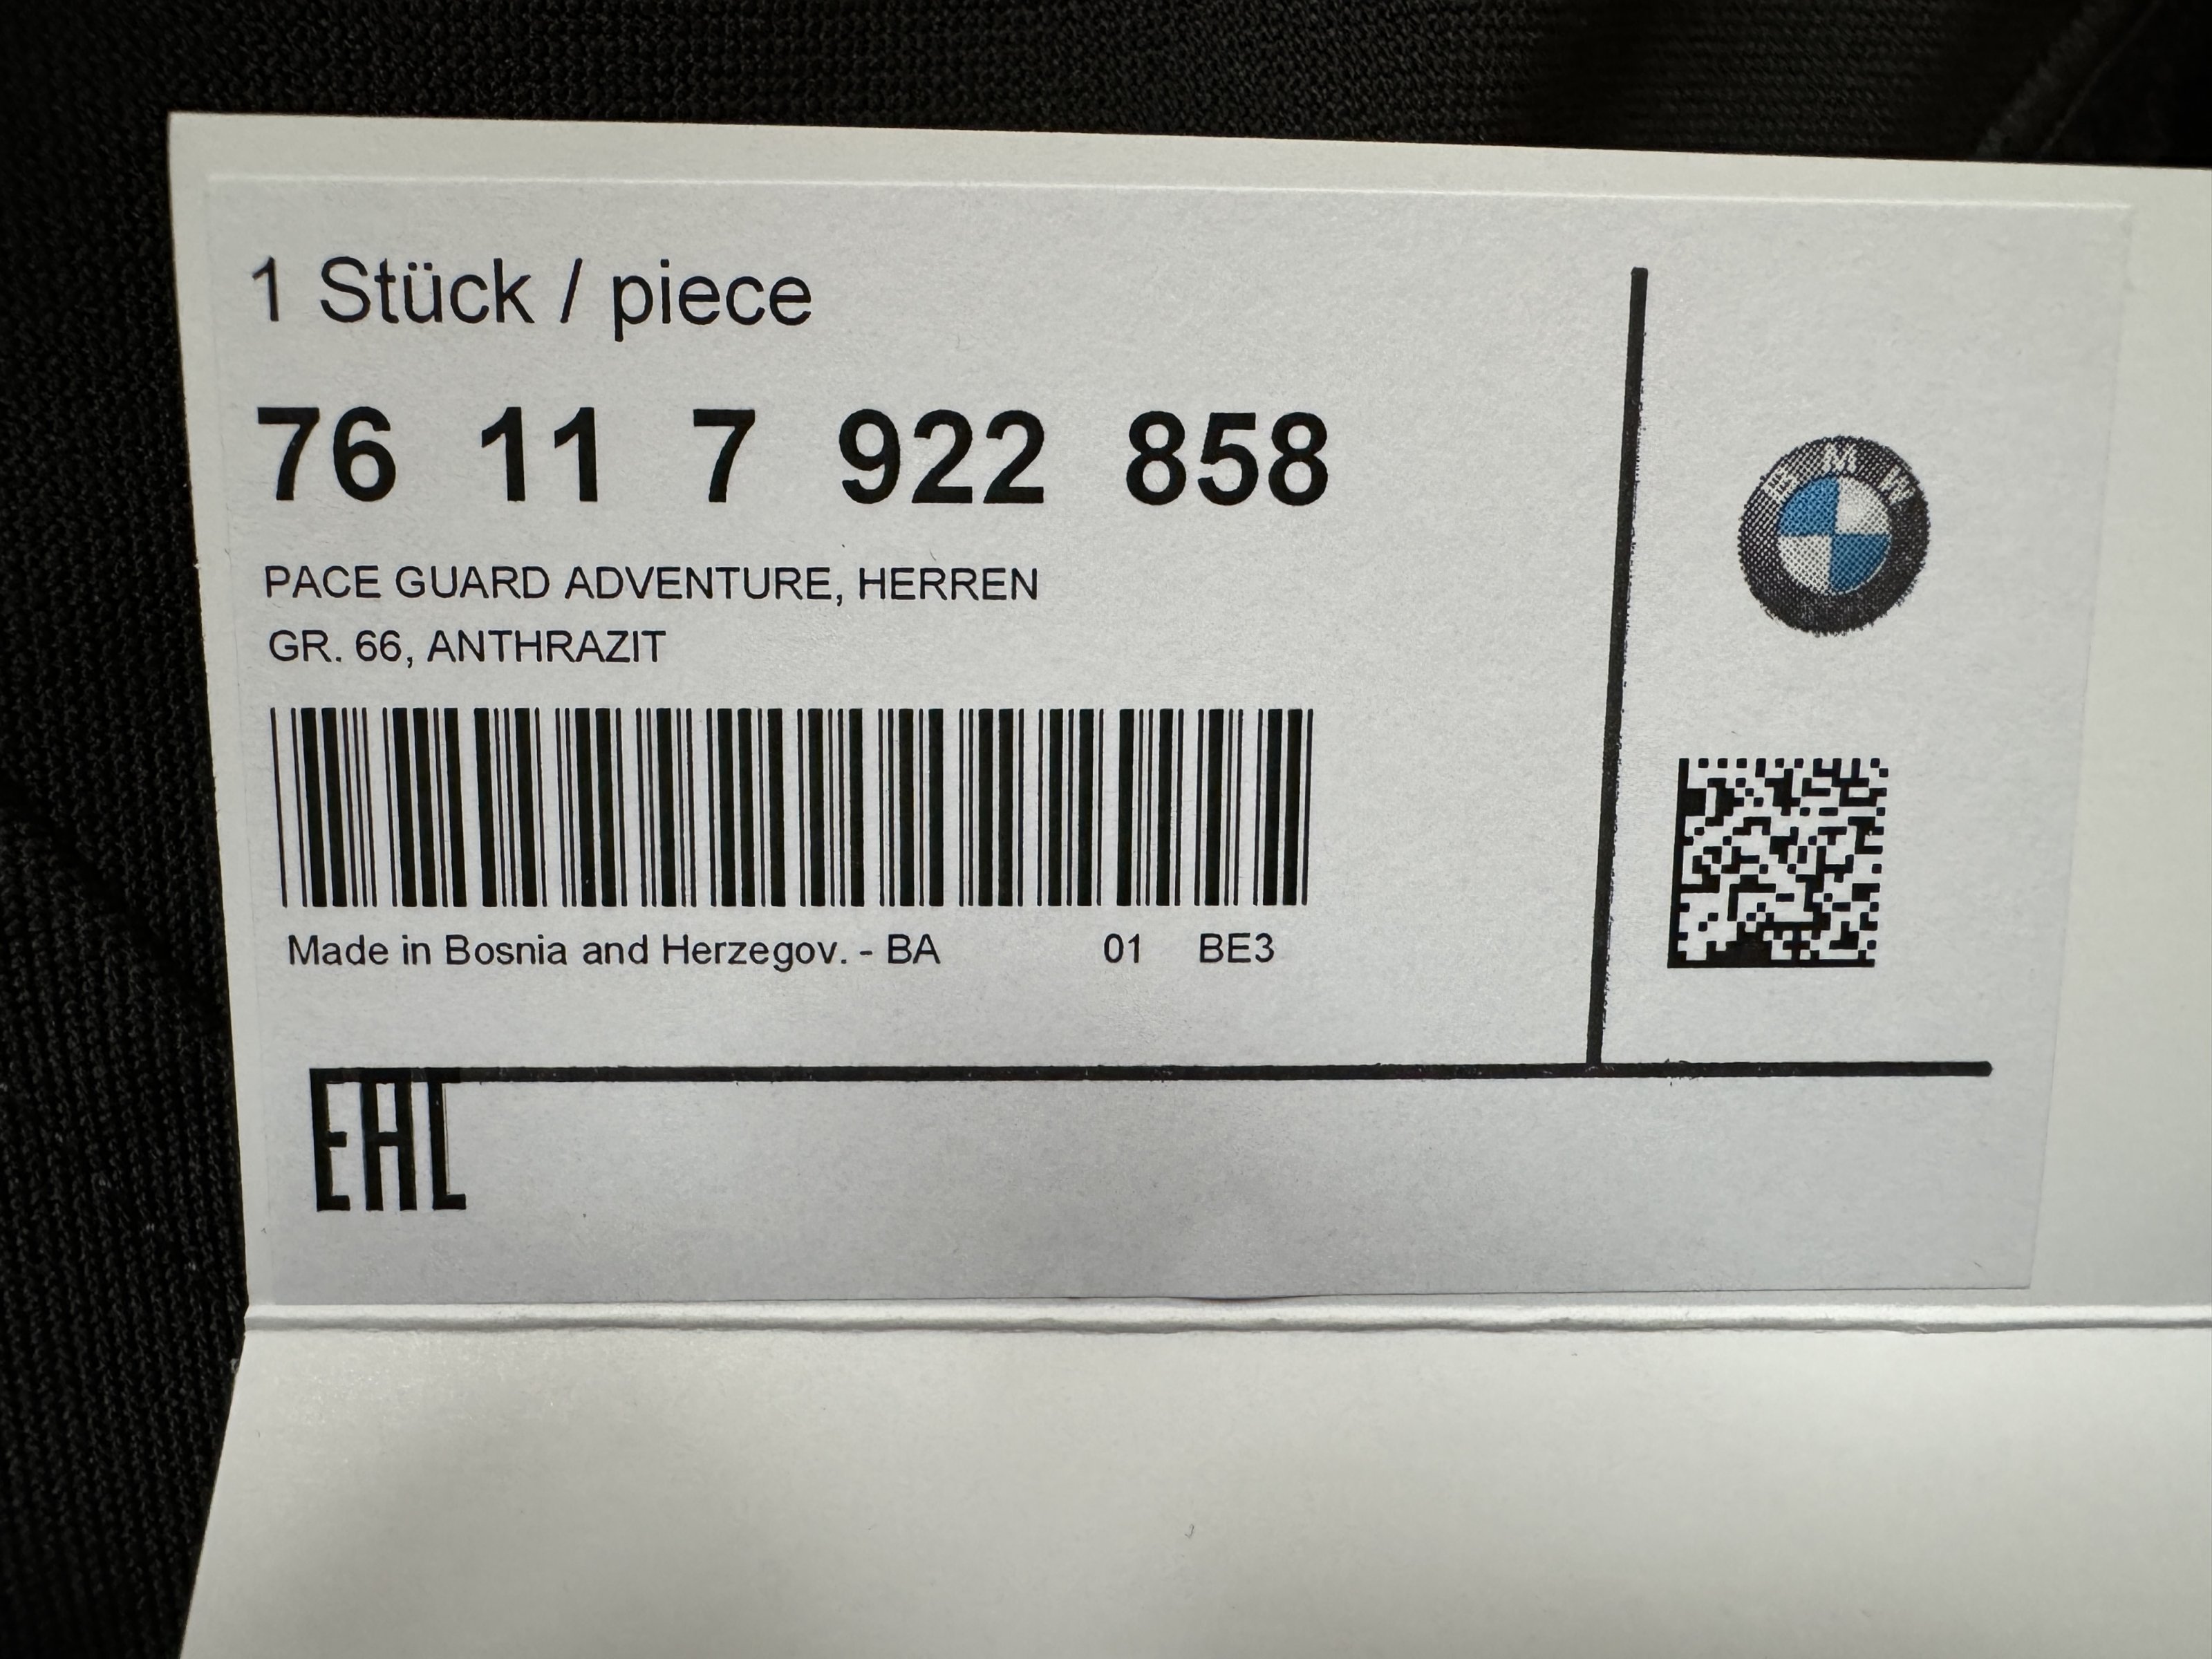 1 Stück / piece
76 11 7 922 858
BMW
PACE GUARD ADVENTURE, HERREN
GR. 66, ANTHRAZIT
Made in Bosnia and Herzegov. - BA 01 BE3
EAC